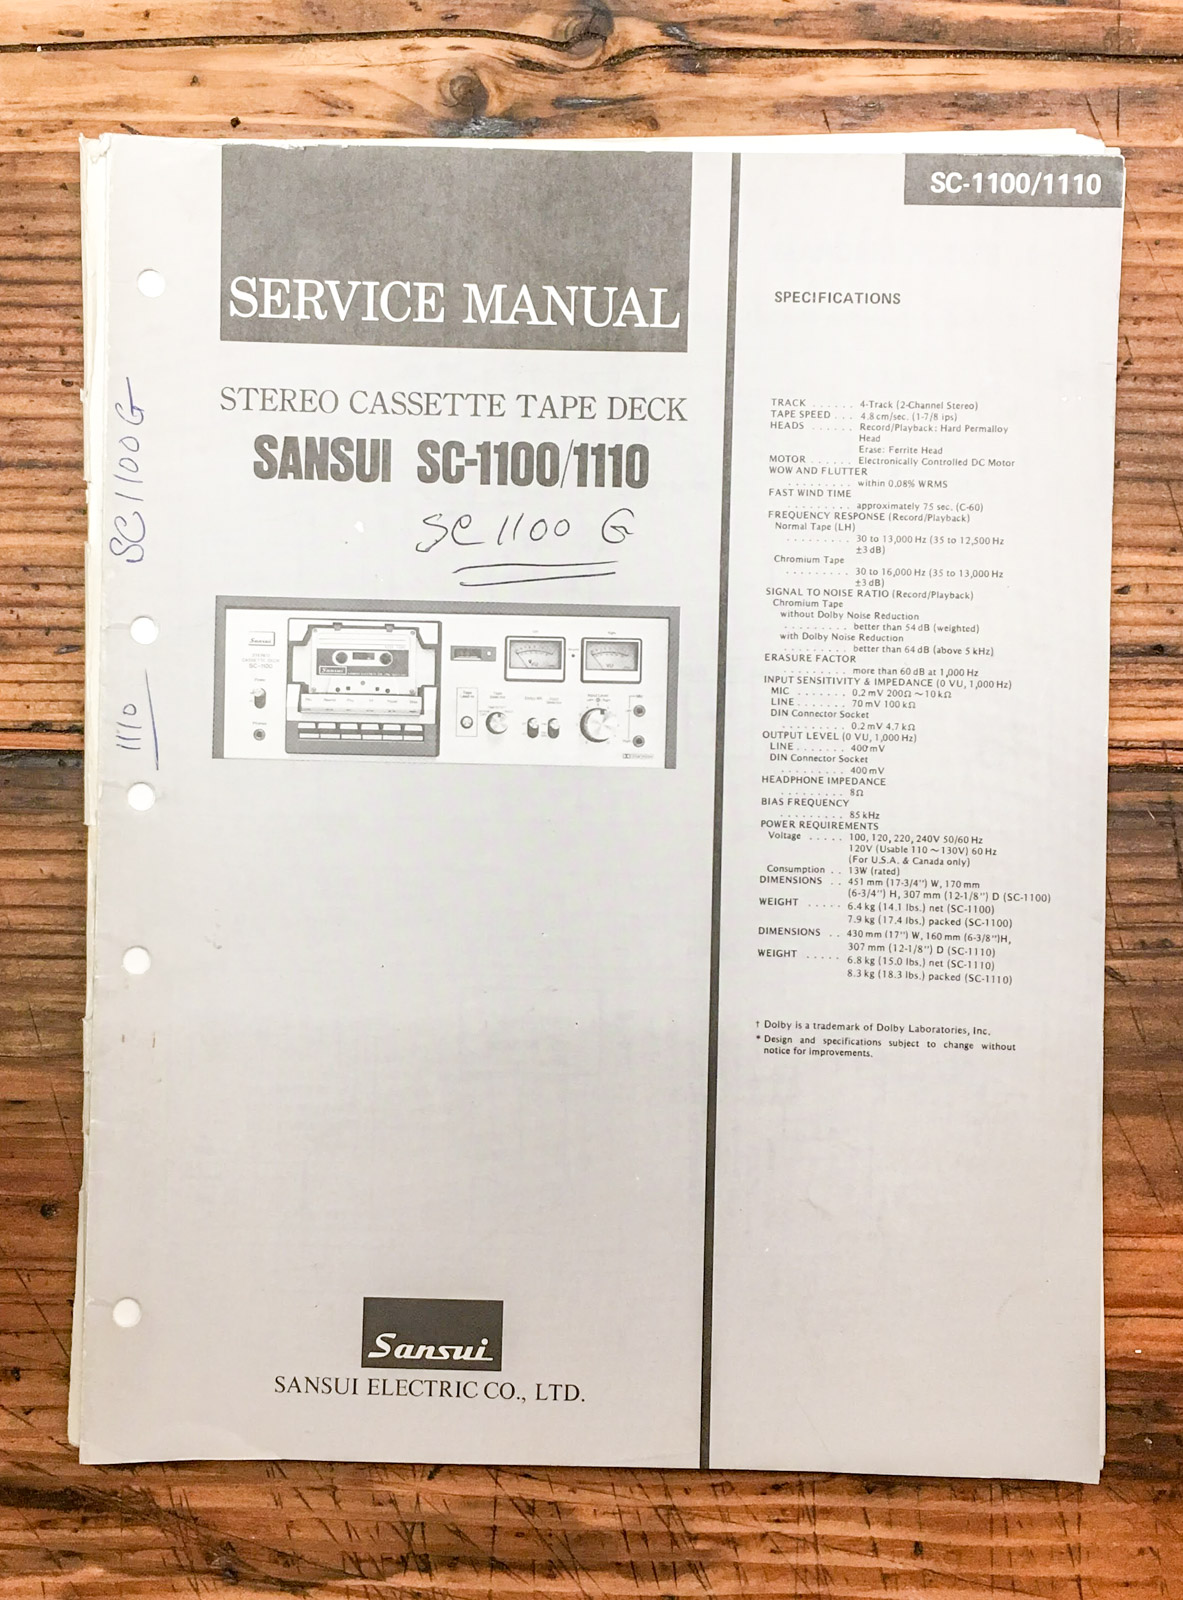 SC-1100/1110
SERVICE MANUAL
STEREO CASSETTE TAPE DECK
SANSUI SC-1100/1110
SC 1100 G
SC 1100G
1110
Sansui
STEREO
CASSETTE DECK
SC-1100
Sansui
VU
VU
Sansui
SANSUI ELECTRIC CO., LTD.
SPECIFICATIONS
TRACK . . . . . . 4-Track (2-Channel Stereo)
TAPE SPEED . . . 4.8 cm/sec. (1-7/8 ips)
HEADS . . . . . . Record/Playback: Hard Permalloy
Head
Erase: Ferrite Head
MOTOR . . . . . . Electronically Controlled DC Motor
WOW AND FLUTTER
. . . . . . . . . within 0.08% WRMS
FAST WIND TIME
. . . . . . . . . approximately 75 sec. (C-60)
FREQUENCY RESPONSE (Record/Playback)
Normal Tape (LH)
. . . . . . . . . 30 to 13,000 Hz (35 to 12,500 Hz
±3 dB)
Chromium Tape
. . . . . . . . . 30 to 16,000 Hz (35 to 13,000 Hz
±3 dB)
SIGNAL TO NOISE RATIO (Record/Playback)
Chromium Tape
without Dolby Noise Reduction
. . . . . . . . . better than 54 dB (weighted)
with Dolby Noise Reduction
. . . . . . . . . better than 64 dB (above 5 kHz)
ERASURE FACTOR
. . . . . . . . . more than 60 dB at 1,000 Hz
INPUT SENSITIVITY & IMPEDANCE (0 VU, 1,000 Hz)
MIC . . . . . . . 0.2 mV 200Ω ~ 10 kΩ
LINE . . . . . . . 70 mV 100 kΩ
DIN Connector Socket
. . . . . . . . . 0.2 mV 4.7 kΩ
OUTPUT LEVEL (0 VU, 1,000 Hz)
LINE . . . . . . . 400 mV
DIN Connector Socket
. . . . . . . . . 400 mV
HEADPHONE IMPEDANCE
. . . . . . . . . 8Ω
BIAS FREQUENCY
. . . . . . . . . 85 kHz
POWER REQUIREMENTS
Voltage . . . . . 100, 120, 220, 240V 50/60 Hz
120V (Usable 110 ~ 130V) 60 Hz
(For U.S.A. & Canada only)
Consumption . . 13W (rated)
DIMENSIONS . . 451 mm (17-3/4") W, 170 mm
(6-3/4") H, 307 mm (12-1/8") D (SC-1100)
WEIGHT . . . . . 6.4 kg (14.1 lbs.) net (SC-1100)
7.9 kg (17.4 lbs.) packed (SC-1100)
DIMENSIONS . . 430 mm (17") W, 160 mm (6-3/8") H,
307 mm (12-1/8") D (SC-1110)
WEIGHT . . . . . 6.8 kg (15.0 lbs.) net (SC-1110)
8.3 kg (18.3 lbs.) packed (SC-1110)
† Dolby is a trademark of Dolby Laboratories, Inc.
* Design and specifications subject to change without
notice for improvements.